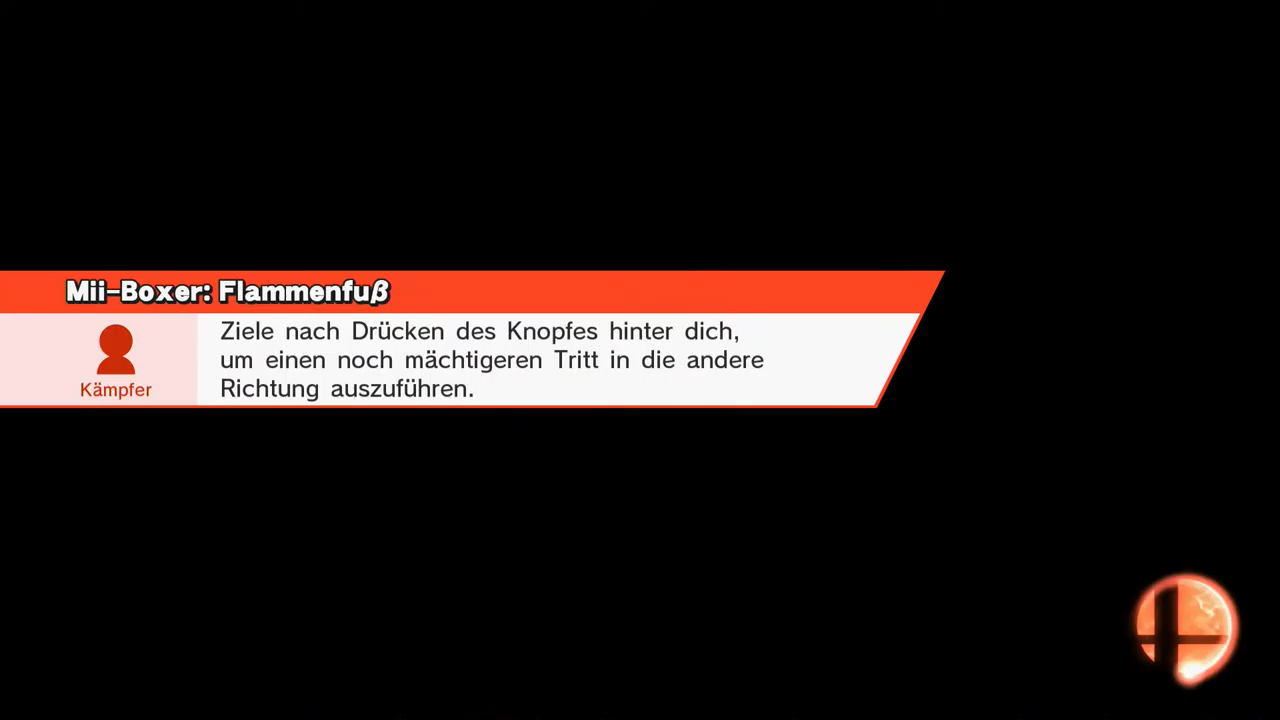 Mii-Boxer: Flammenfuß
Kämpfer
Ziele nach Drücken des Knopfes hinter dich,
um einen noch mächtigeren Tritt in die andere
Richtung auszuführen.